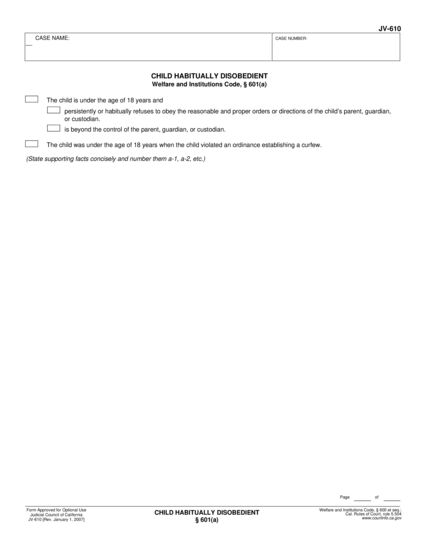 JV-610
CASE NAME:
CASE NUMBER:
CHILD HABITUALLY DISOBEDIENT
Welfare and Institutions Code, § 601(a)
The child is under the age of 18 years and
persistently or habitually refuses to obey the reasonable and proper orders or directions of the child's parent, guardian,
or custodian.
is beyond the control of the parent, guardian, or custodian.
The child was under the age of 18 years when the child violated an ordinance establishing a curfew.
(State supporting facts concisely and number them a-1, a-2, etc.)
Page of
Form Approved for Optional Use
Judicial Council of California
JV-610 [Rev. January 1, 2007]
CHILD HABITUALLY DISOBEDIENT
§ 601(a)
Welfare and Institutions Code, § 600 et seq.;
Cal. Rules of Court, rule 5.504
www.courtinfo.ca.gov